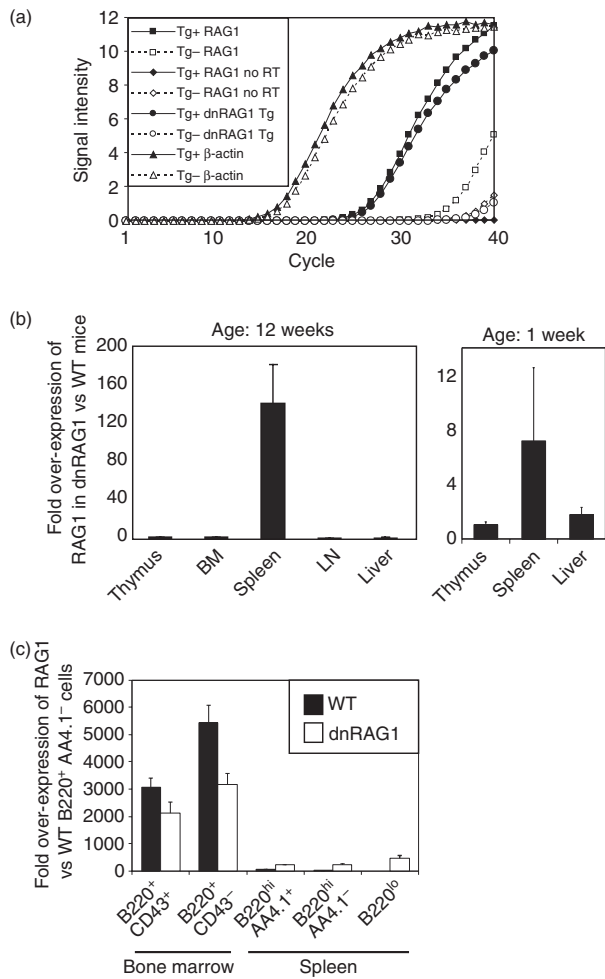 (a)
12
10
8
6
4
2
0
Signal intensity
Tg+ RAG1
Tg– RAG1
Tg+ RAG1 no RT
Tg– RAG1 no RT
Tg+ dnRAG1 Tg
Tg– dnRAG1 Tg
Tg+ β-actin
Tg– β-actin
1 10 20 30 40
Cycle
(b)
Fold over-expression of
RAG1 in dnRAG1 vs WT mice
Age: 12 weeks
200
160
120
80
40
0
Thymus BM Spleen LN Liver
Age: 1 week
12
8
4
0
Thymus Spleen Liver
(c)
Fold over-expression of RAG1
vs WT B220+ AA4.1– cells
7000
6000
5000
4000
3000
2000
1000
0
WT
dnRAG1
B220+
CD43+
B220+
CD43–
B220hi
AA4.1+
B220hi
AA4.1–
B220lo
Bone marrow Spleen